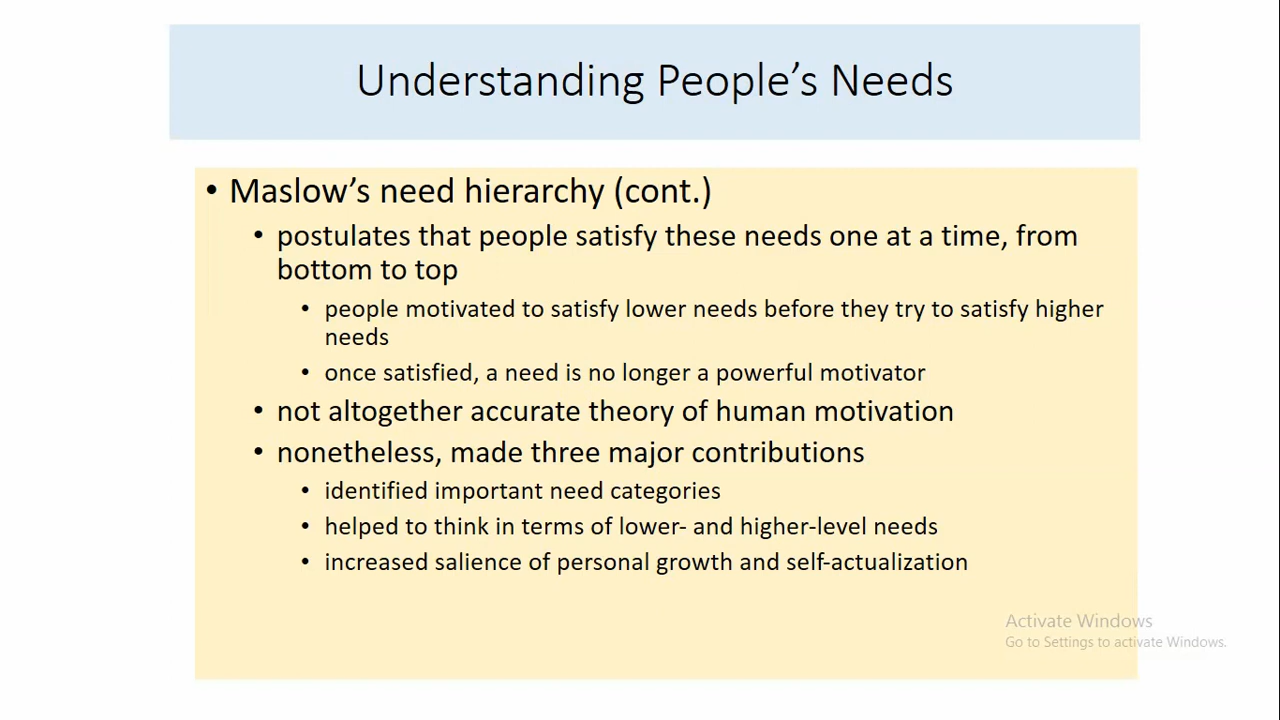 Understanding People’s Needs
• Maslow’s need hierarchy (cont.)
• postulates that people satisfy these needs one at a time, from
bottom to top
• people motivated to satisfy lower needs before they try to satisfy higher
needs
• once satisfied, a need is no longer a powerful motivator
• not altogether accurate theory of human motivation
• nonetheless, made three major contributions
• identified important need categories
• helped to think in terms of lower- and higher-level needs
• increased salience of personal growth and self-actualization
Activate Windows
Go to Settings to activate Windows.